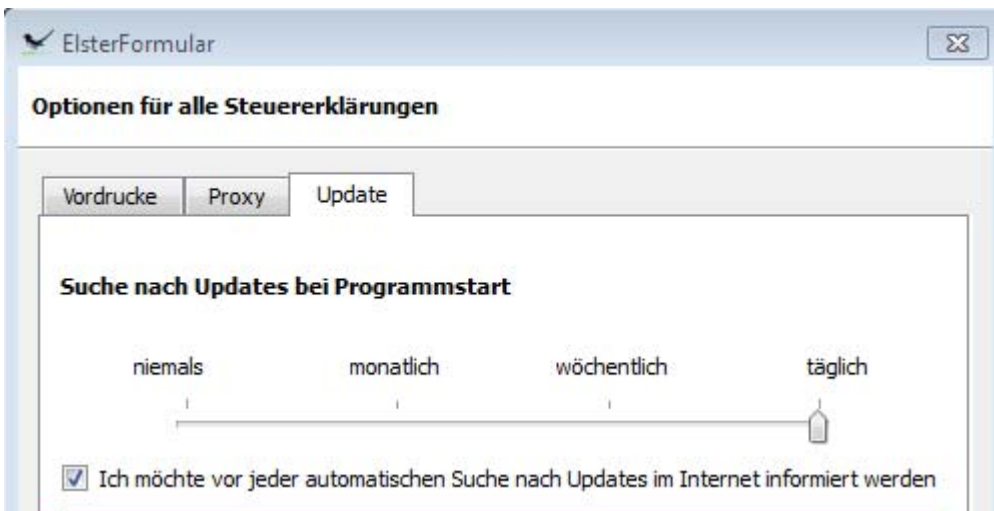 ElsterFormular
Optionen für alle Steuererklärungen
Vordrucke Proxy Update
Suche nach Updates bei Programmstart
niemals monatlich wöchentlich täglich
Ich möchte vor jeder automatischen Suche nach Updates im Internet informiert werden